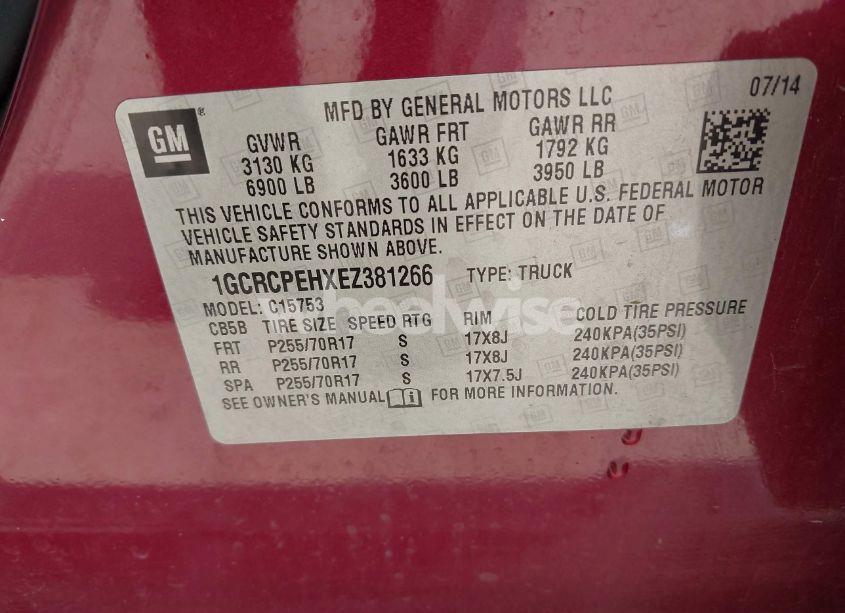 07/14
GM ®
MFD BY GENERAL MOTORS LLC
GVWR GAWR FRT GAWR RR
3130 KG 1633 KG 1792 KG
6900 LB 3600 LB 3950 LB
THIS VEHICLE CONFORMS TO ALL APPLICABLE U.S. FEDERAL MOTOR
VEHICLE SAFETY STANDARDS IN EFFECT ON THE DATE OF
MANUFACTURE SHOWN ABOVE.
1GCRCPEHXEZ381266 TYPE: TRUCK
MODEL: C15753
wheelwise
CB5B TIRE SIZE SPEED RTG RIM COLD TIRE PRESSURE
FRT P255/70R17 S 17X8J 240KPA(35PSI)
RR P255/70R17 S 17X8J 240KPA(35PSI)
SPA P255/70R17 S 17X7.5J 240KPA(35PSI)
SEE OWNER'S MANUAL FOR MORE INFORMATION.